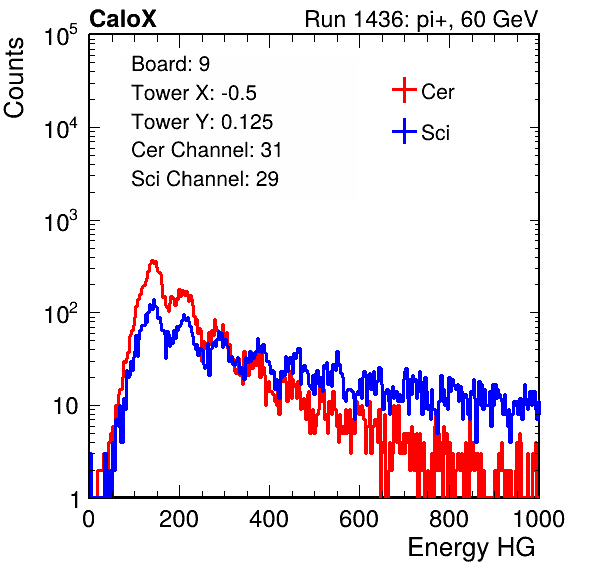 CaloX
Run 1436: pi+, 60 GeV
Counts
Board: 9
Tower X: -0.5
Tower Y: 0.125
Cer Channel: 31
Sci Channel: 29
Cer
Sci
10^5
10^4
10^3
10^2
10
1
0 200 400 600 800 1000
Energy HG